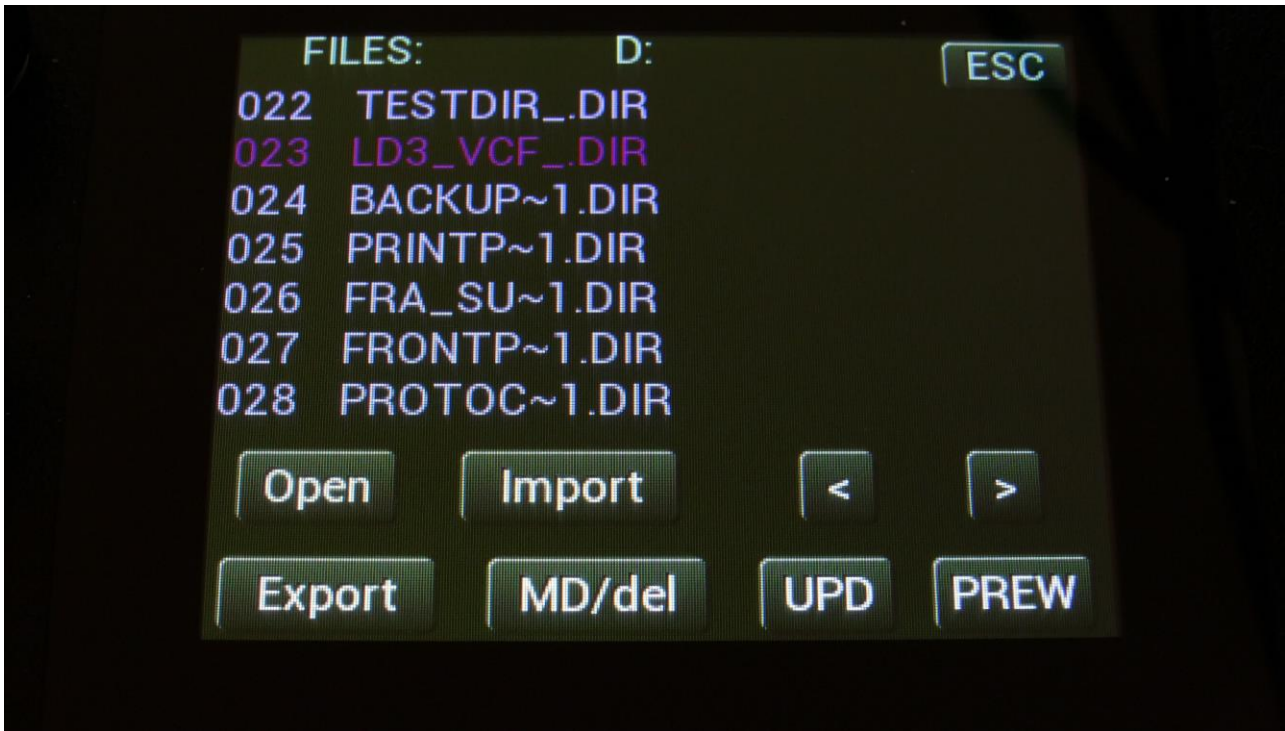 FILES: D: ESC
022 TESTDIR_.DIR
023 LD3_VCF_.DIR
024 BACKUP~1.DIR
025 PRINTP~1.DIR
026 FRA_SU~1.DIR
027 FRONTP~1.DIR
028 PROTOC~1.DIR
Open Import < >
Export MD/del UPD PREW